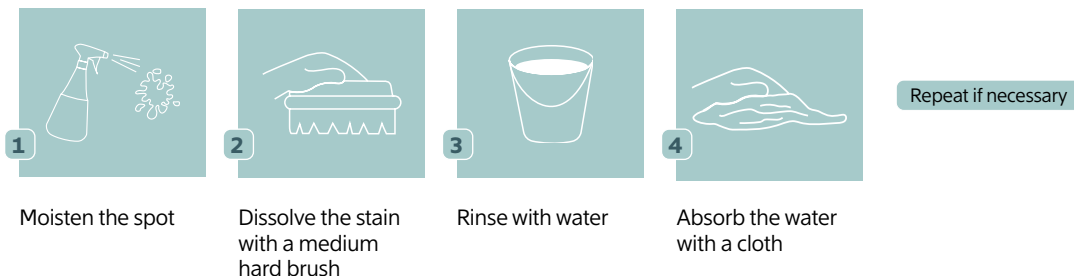 1
Moisten the spot
2
Dissolve the stain
with a medium
hard brush
3
Rinse with water
4
Absorb the water
with a cloth
Repeat if necessary